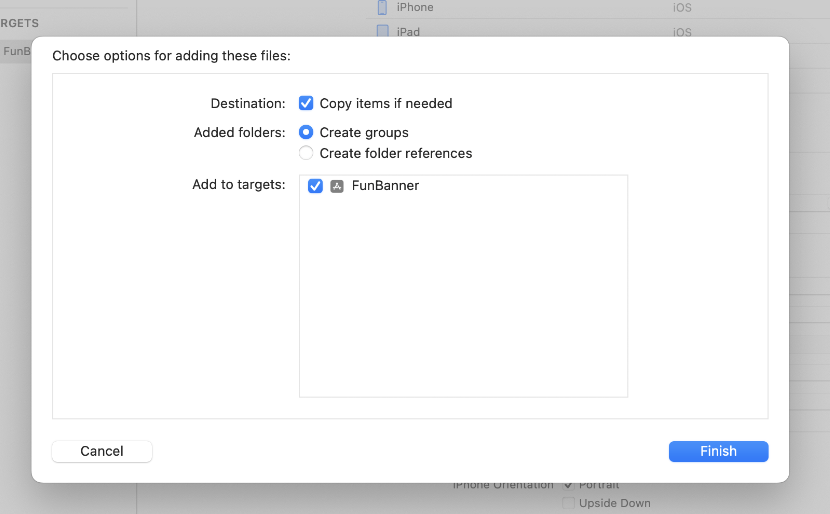 iPhone iOS
RGETS
iPad iOS
FunB
Choose options for adding these files:
Destination: Copy items if needed
Added folders: Create groups
Create folder references
Add to targets: FunBanner
Cancel Finish
iPhone Orientation Portrait
Upside Down